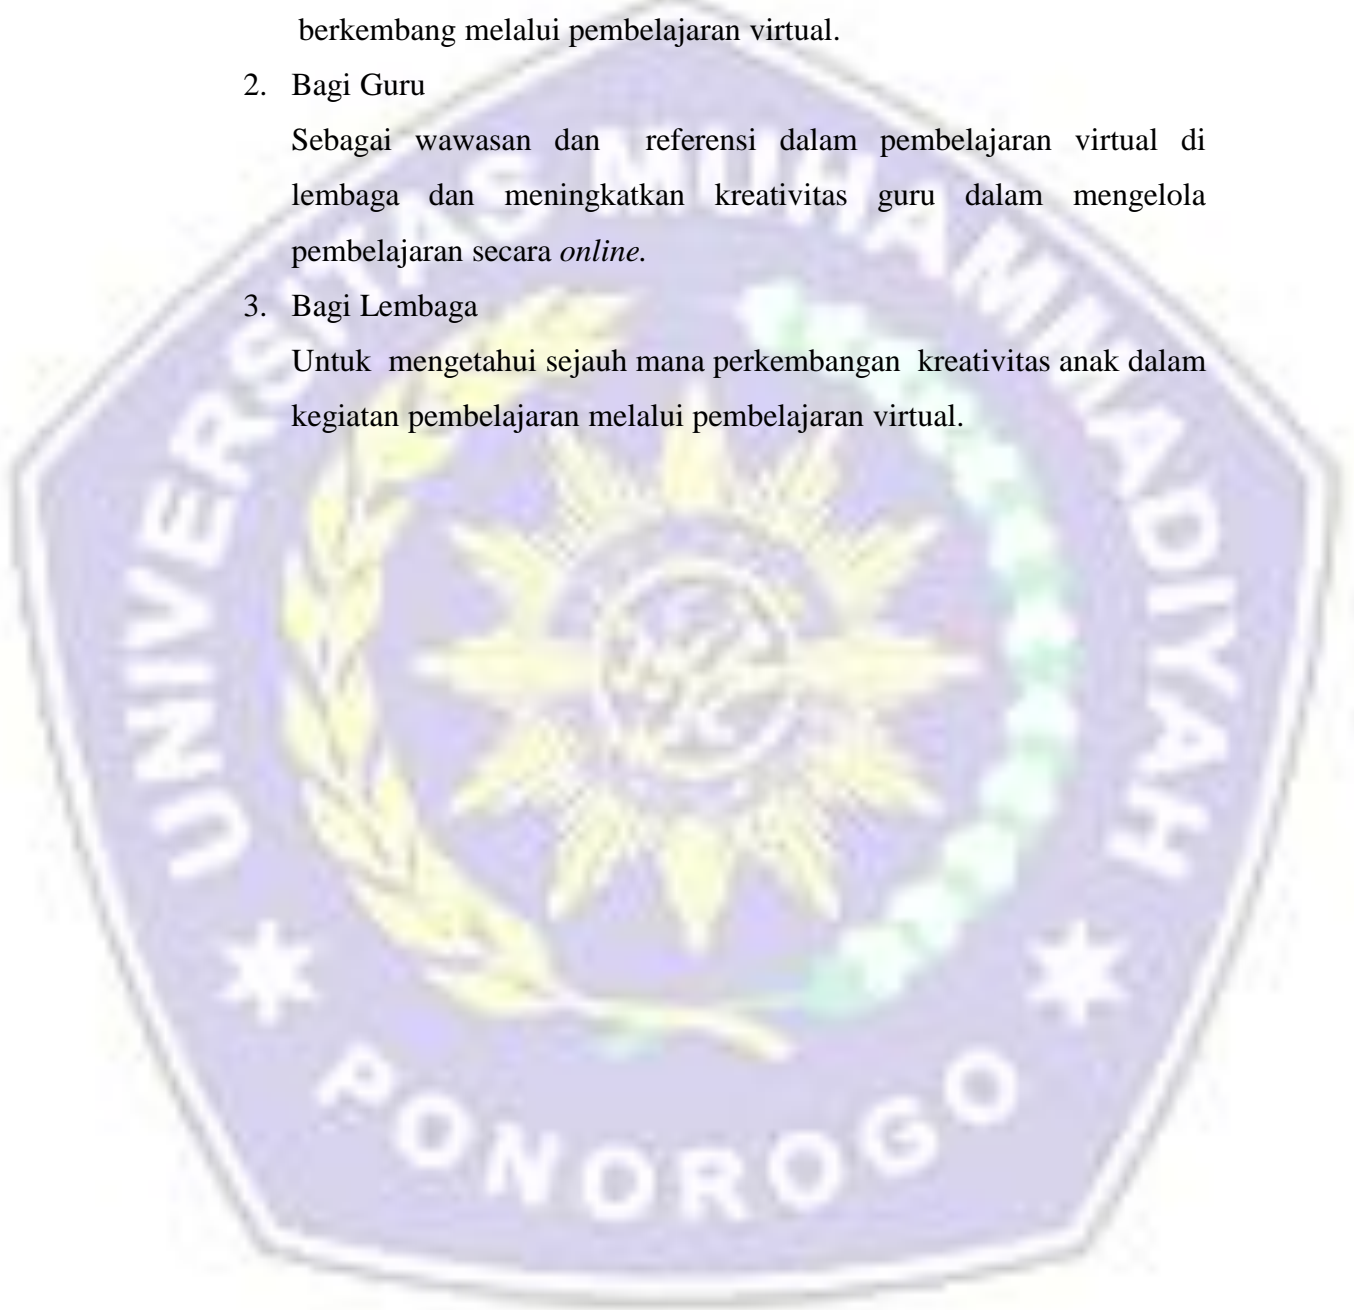 berkembang melalui pembelajaran virtual.
2. Bagi Guru
Sebagai wawasan dan referensi dalam pembelajaran virtual di
lembaga dan meningkatkan kreativitas guru dalam mengelola
pembelajaran secara online.
3. Bagi Lembaga
Untuk mengetahui sejauh mana perkembangan kreativitas anak dalam
kegiatan pembelajaran melalui pembelajaran virtual.
UNIVERSITAS MUHAMMADIYAH
PONOROGO